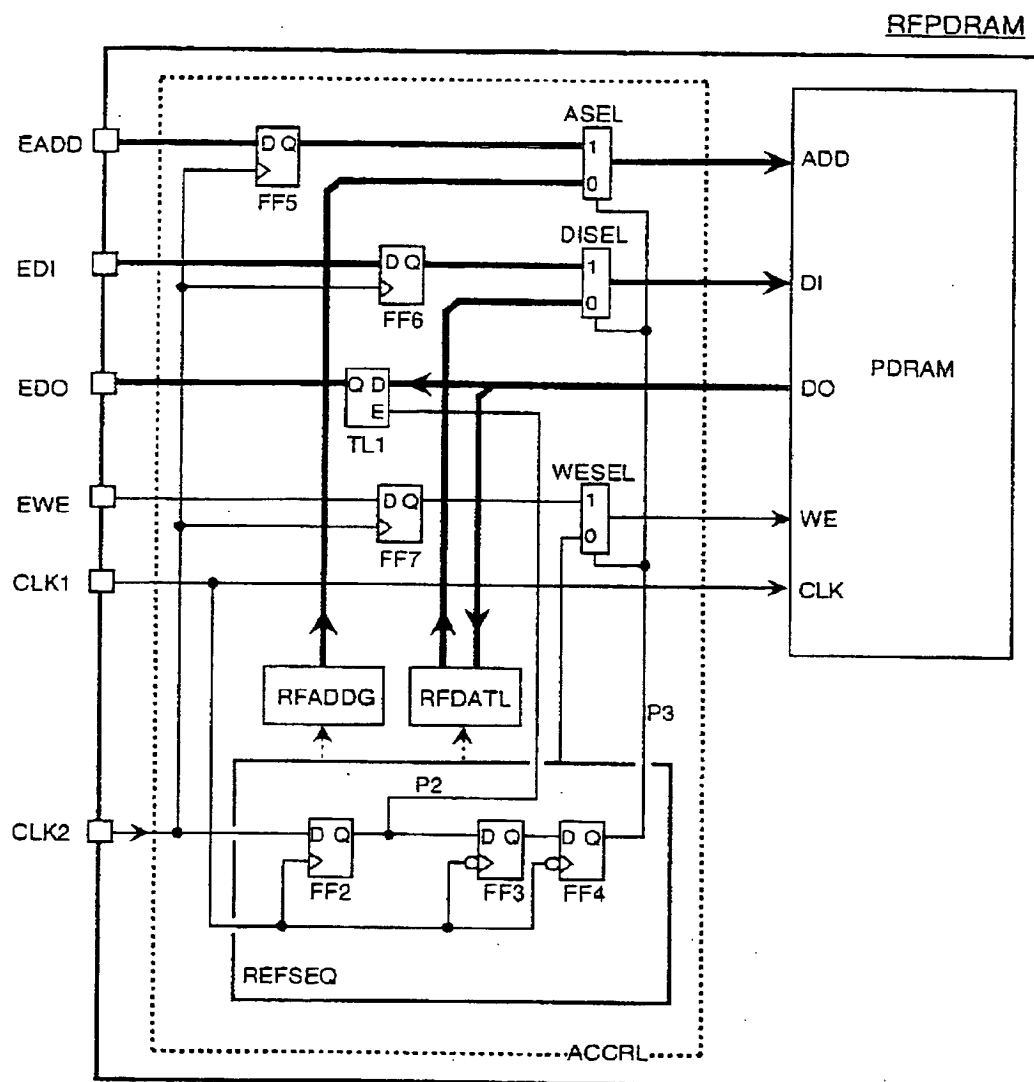 RFPDRAM
ASEL
EADD
D Q
1
0
ADD
FF5
DISEL
EDI
D Q
1
0
DI
FF6
PDRAM
EDO
Q D
E
DO
TL1
WESEL
EWE
D Q
1
0
WE
FF7
CLK1
CLK
RFADDG
RFDATL
P3
P2
CLK2
D Q
D Q
D Q
FF2
FF3
FF4
REFSEQ
ACCRL